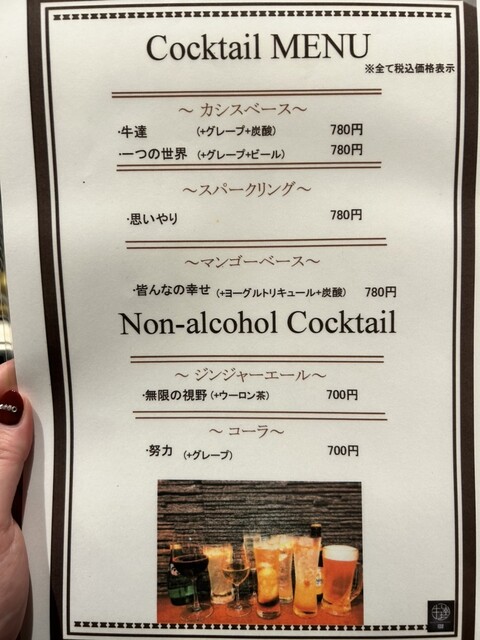 Cocktail MENU
※全て税込価格表示
～ カシスベース～
・牛達 (+グレープ+炭酸) 780円
・一つの世界 (+グレープ+ビール) 780円
～スパークリング～
・思いやり 780円
～マンゴーベース～
・皆んなの幸せ (+ヨーグルトリキュール+炭酸) 780円
Non-alcohol Cocktail
～ ジンジャーエール～
・無限の視野 (+ウーロン茶) 700円
～ コーラ～
・努力 (+グレープ) 700円